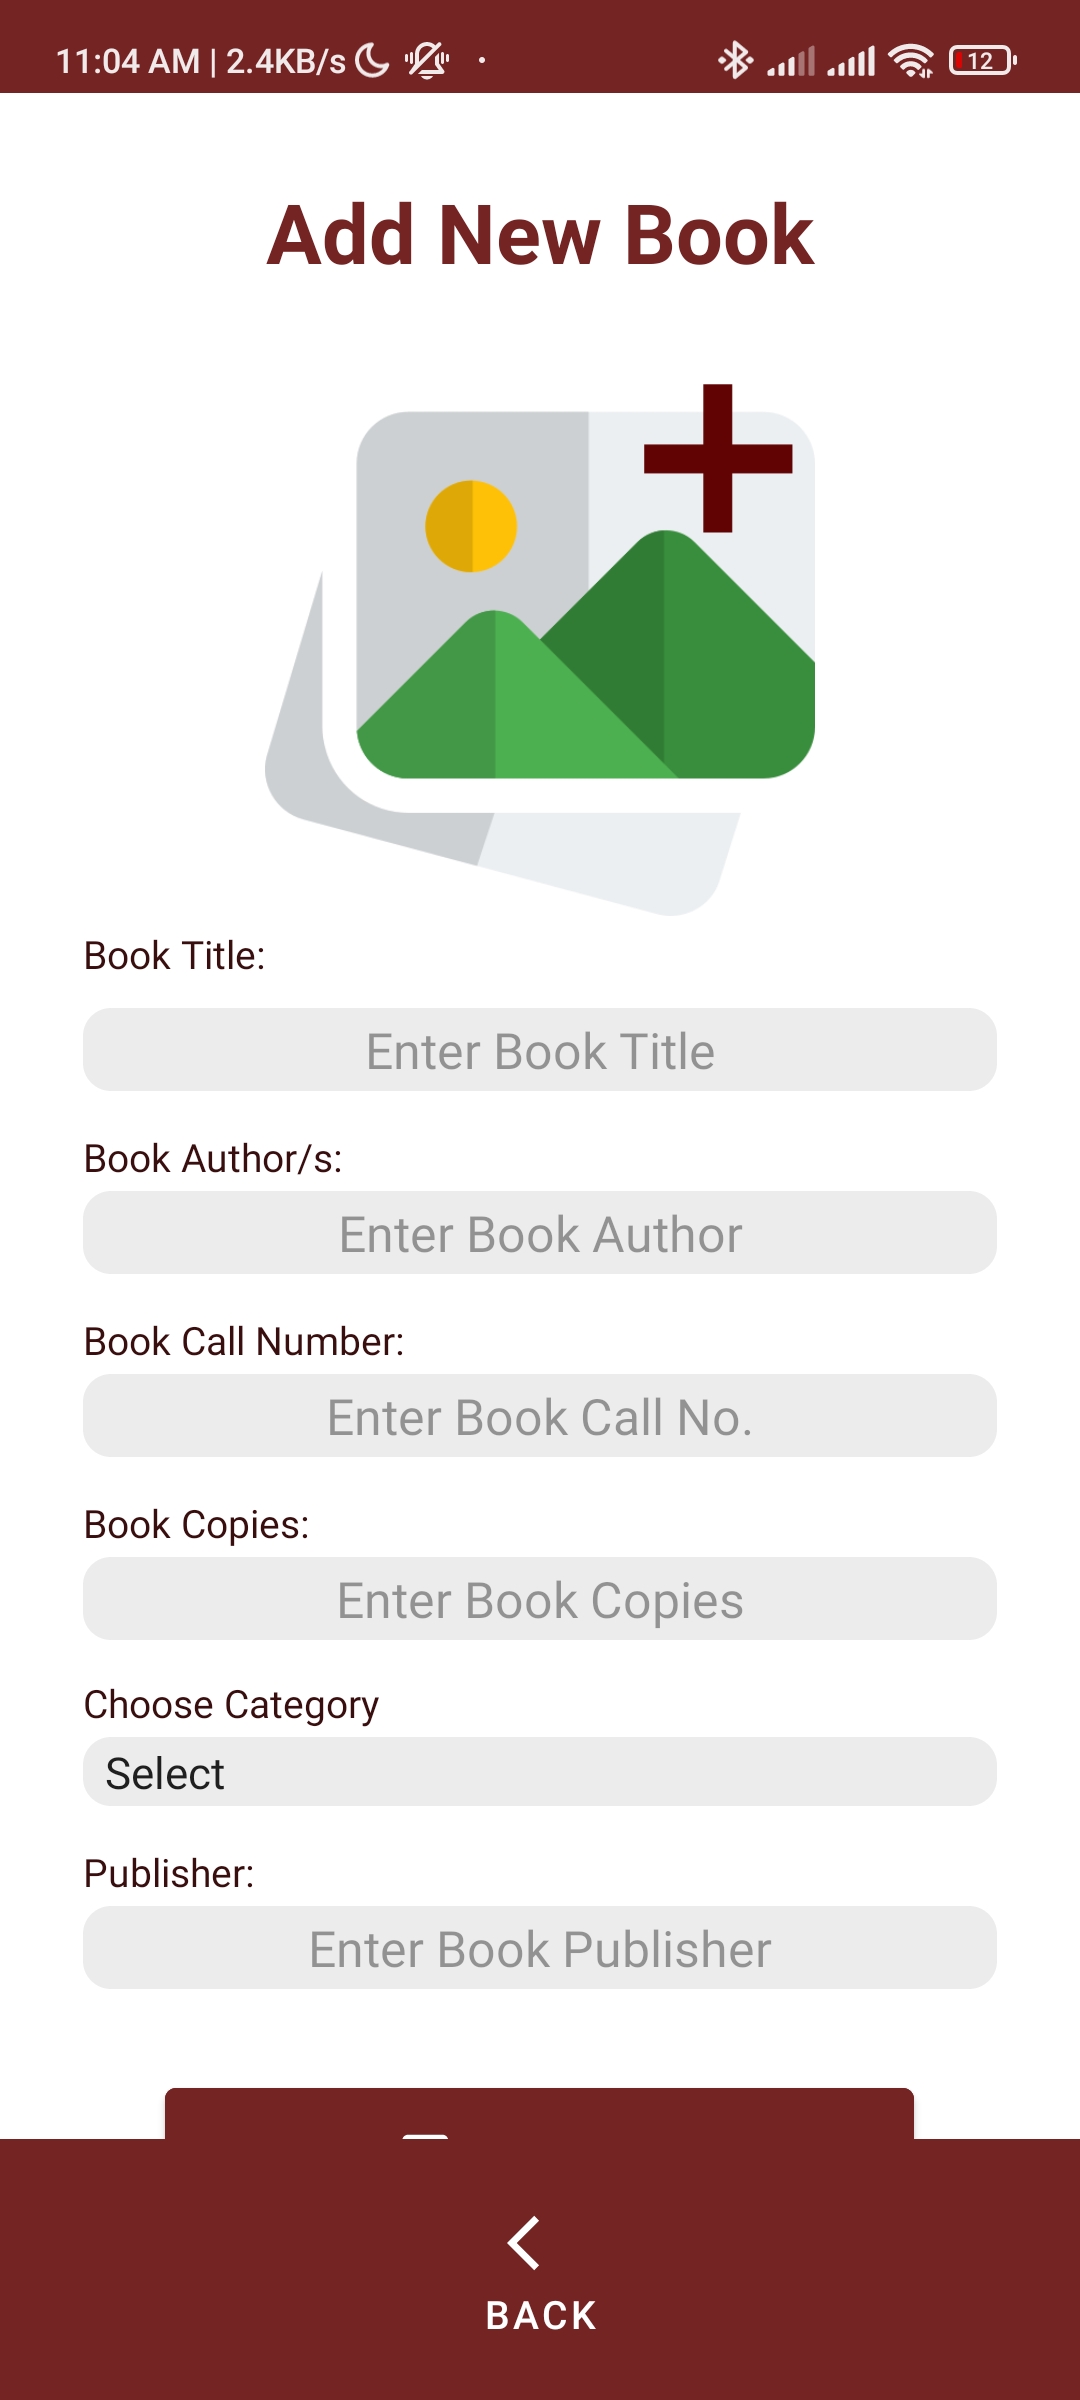 11:04 AM | 2.4KB/s
12
Add New Book
Book Title:
Enter Book Title
Book Author/s:
Enter Book Author
Book Call Number:
Enter Book Call No.
Book Copies:
Enter Book Copies
Choose Category
Select
Publisher:
Enter Book Publisher
BACK